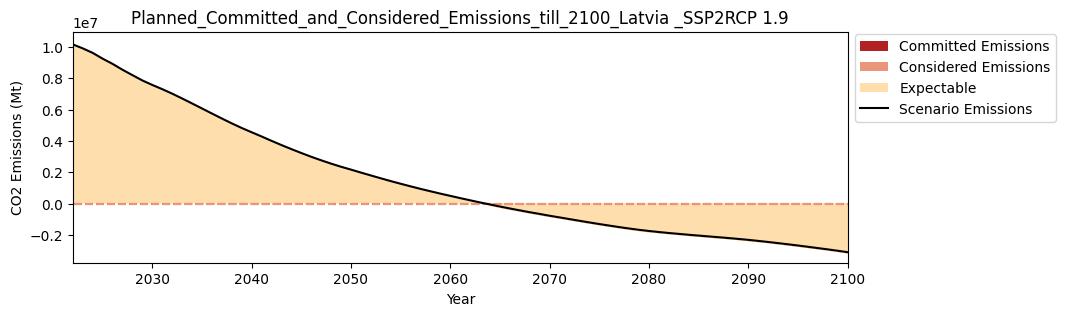 Planned_Committed_and_Considered_Emissions_till_2100_Latvia _SSP2RCP 1.9
1e7
1.0
0.8
0.6
0.4
0.2
0.0
−0.2
CO2 Emissions (Mt)
2030 2040 2050 2060 2070 2080 2090 2100
Year
Committed Emissions
Considered Emissions
Expectable
Scenario Emissions